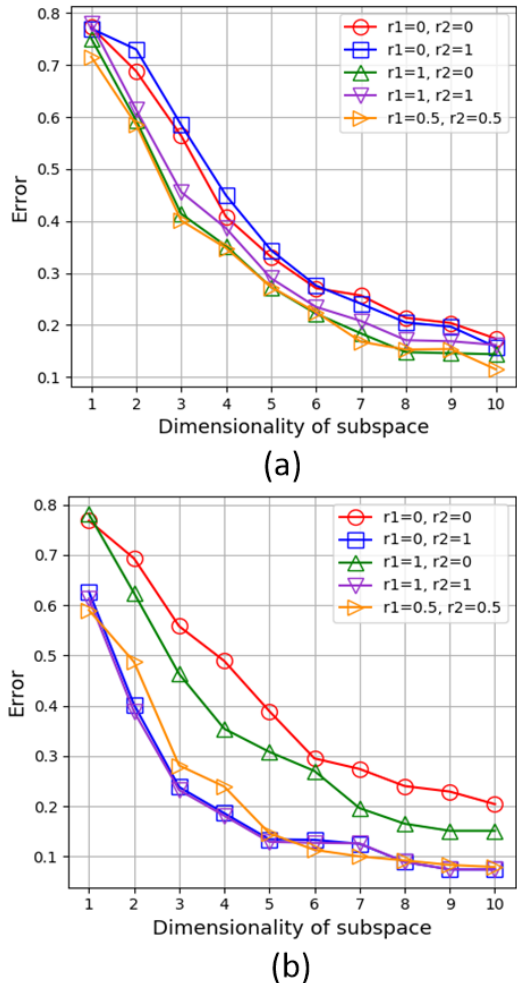 0.8
0.7
0.6
0.5
0.4
0.3
0.2
0.1
Error
r1=0, r2=0
r1=0, r2=1
r1=1, r2=0
r1=1, r2=1
r1=0.5, r2=0.5
1 2 3 4 5 6 7 8 9 10
Dimensionality of subspace
(a)
0.8
0.7
0.6
0.5
0.4
0.3
0.2
0.1
Error
r1=0, r2=0
r1=0, r2=1
r1=1, r2=0
r1=1, r2=1
r1=0.5, r2=0.5
1 2 3 4 5 6 7 8 9 10
Dimensionality of subspace
(b)